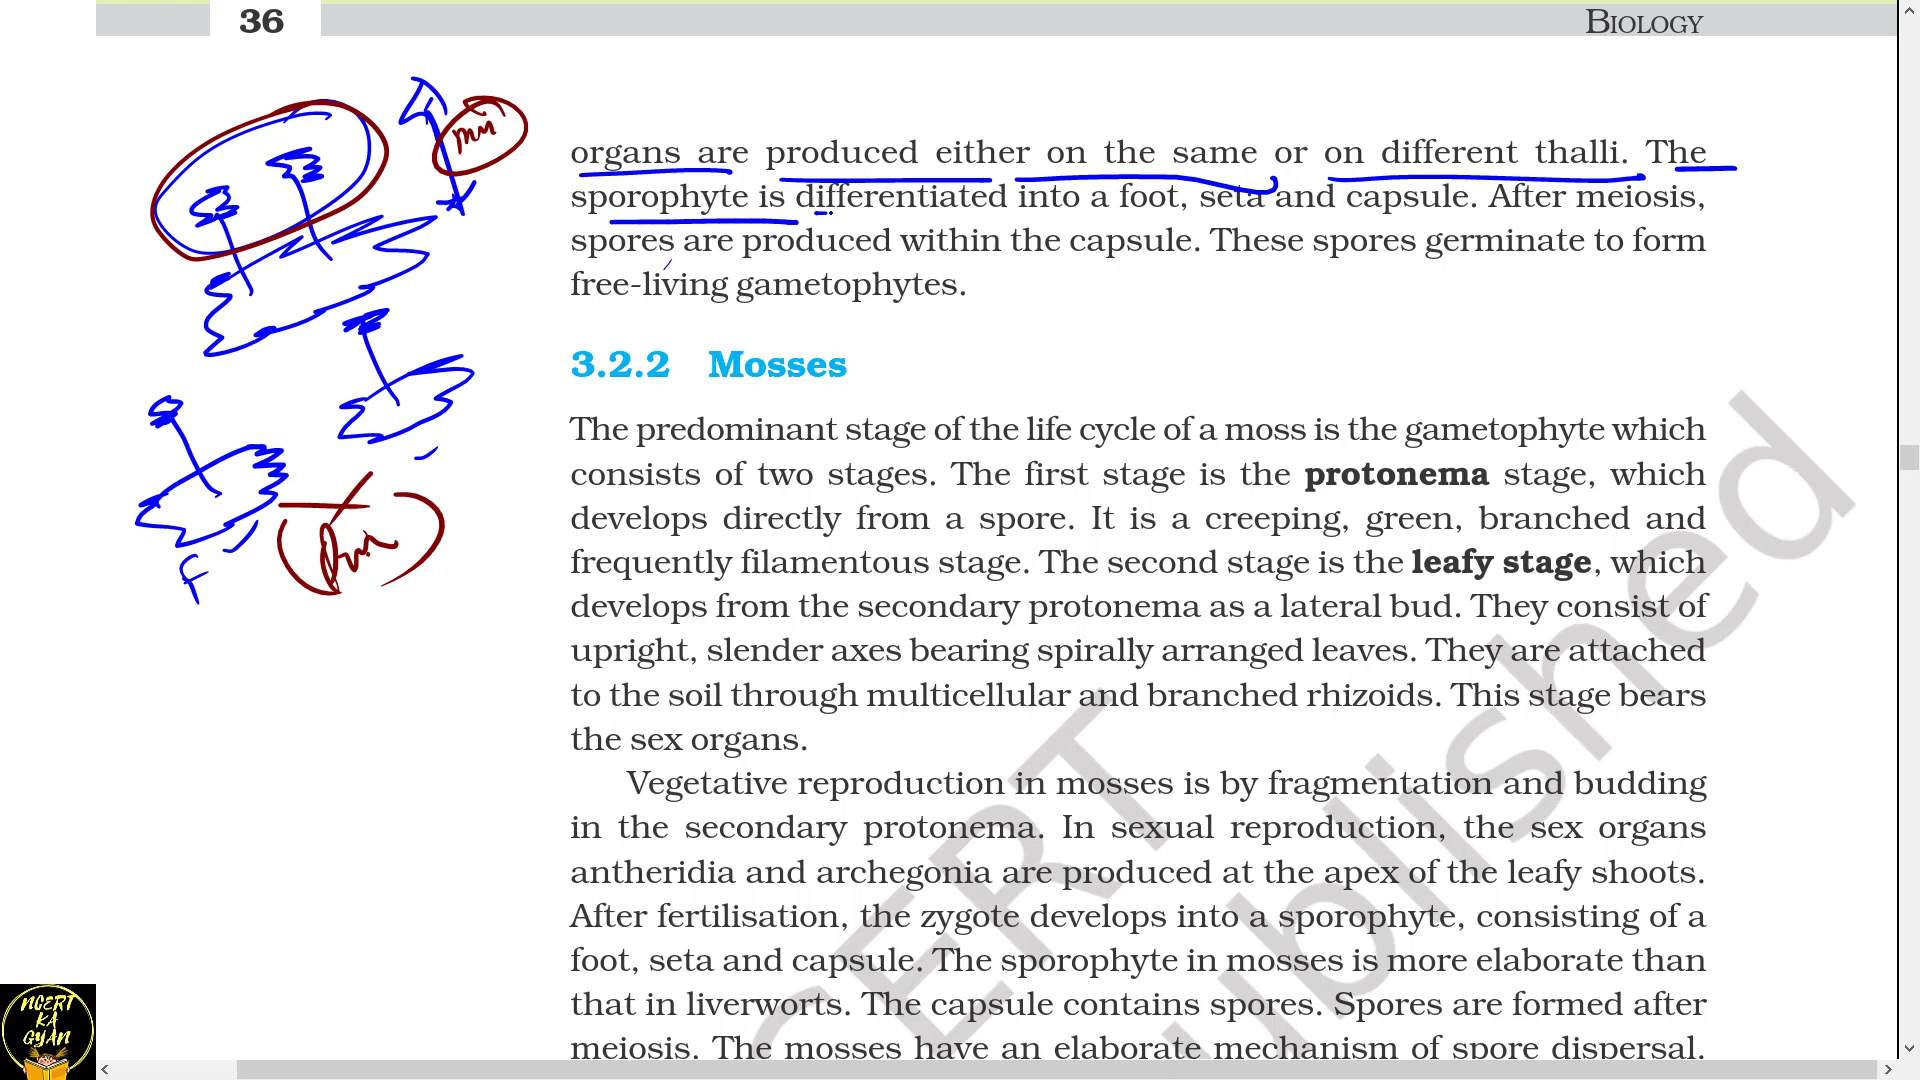 36
BIOLOGY
organs are produced either on the same or on different thalli. The
sporophyte is differentiated into a foot, seta and capsule. After meiosis,
spores are produced within the capsule. These spores germinate to form
free-living gametophytes.
3.2.2 Mosses
The predominant stage of the life cycle of a moss is the gametophyte which
consists of two stages. The first stage is the protonema stage, which
develops directly from a spore. It is a creeping, green, branched and
frequently filamentous stage. The second stage is the leafy stage, which
develops from the secondary protonema as a lateral bud. They consist of
upright, slender axes bearing spirally arranged leaves. They are attached
to the soil through multicellular and branched rhizoids. This stage bears
the sex organs.
Vegetative reproduction in mosses is by fragmentation and budding
in the secondary protonema. In sexual reproduction, the sex organs
antheridia and archegonia are produced at the apex of the leafy shoots.
After fertilisation, the zygote develops into a sporophyte, consisting of a
foot, seta and capsule. The sporophyte in mosses is more elaborate than
that in liverworts. The capsule contains spores. Spores are formed after
meiosis. The mosses have an elaborate mechanism of spore dispersal.
NCERT
KA
GYAN